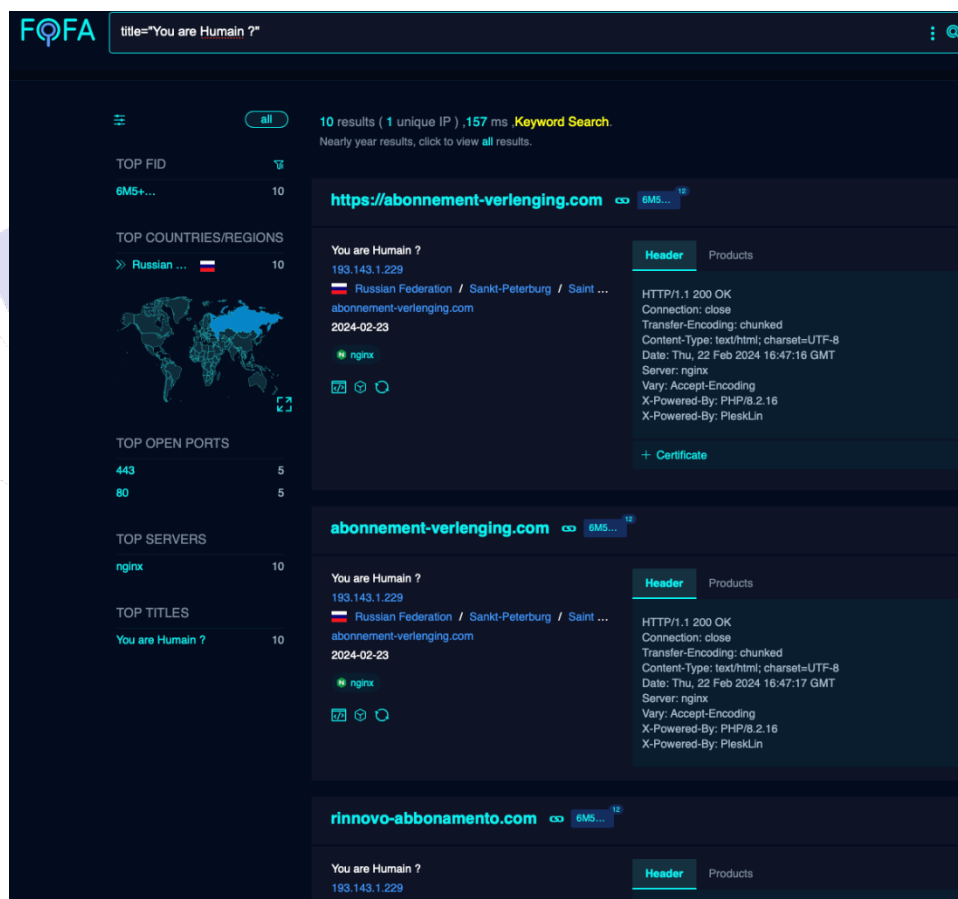 FOFA
title="You are Humain ?"
all
10 results ( 1 unique IP ) ,157 ms ,Keyword Search.
Nearly year results, click to view all results.
TOP FID
6M5+... 10
TOP COUNTRIES/REGIONS
Russian ... 10
TOP OPEN PORTS
443 5
80 5
TOP SERVERS
nginx 10
TOP TITLES
You are Humain ? 10
https://abonnement-verlenging.com 6M5... 12
You are Humain ?
193.143.1.229
Russian Federation / Sankt-Peterburg / Saint ...
abonnement-verlenging.com
2024-02-23
nginx
Header Products
HTTP/1.1 200 OK
Connection: close
Transfer-Encoding: chunked
Content-Type: text/html; charset=UTF-8
Date: Thu, 22 Feb 2024 16:47:16 GMT
Server: nginx
Vary: Accept-Encoding
X-Powered-By: PHP/8.2.16
X-Powered-By: PleskLin
+ Certificate
abonnement-verlenging.com 6M5... 12
You are Humain ?
193.143.1.229
Russian Federation / Sankt-Peterburg / Saint ...
abonnement-verlenging.com
2024-02-23
nginx
Header Products
HTTP/1.1 200 OK
Connection: close
Transfer-Encoding: chunked
Content-Type: text/html; charset=UTF-8
Date: Thu, 22 Feb 2024 16:47:17 GMT
Server: nginx
Vary: Accept-Encoding
X-Powered-By: PHP/8.2.16
X-Powered-By: PleskLin
rinnovo-abbonamento.com 6M5... 12
You are Humain ?
193.143.1.229
Header Products